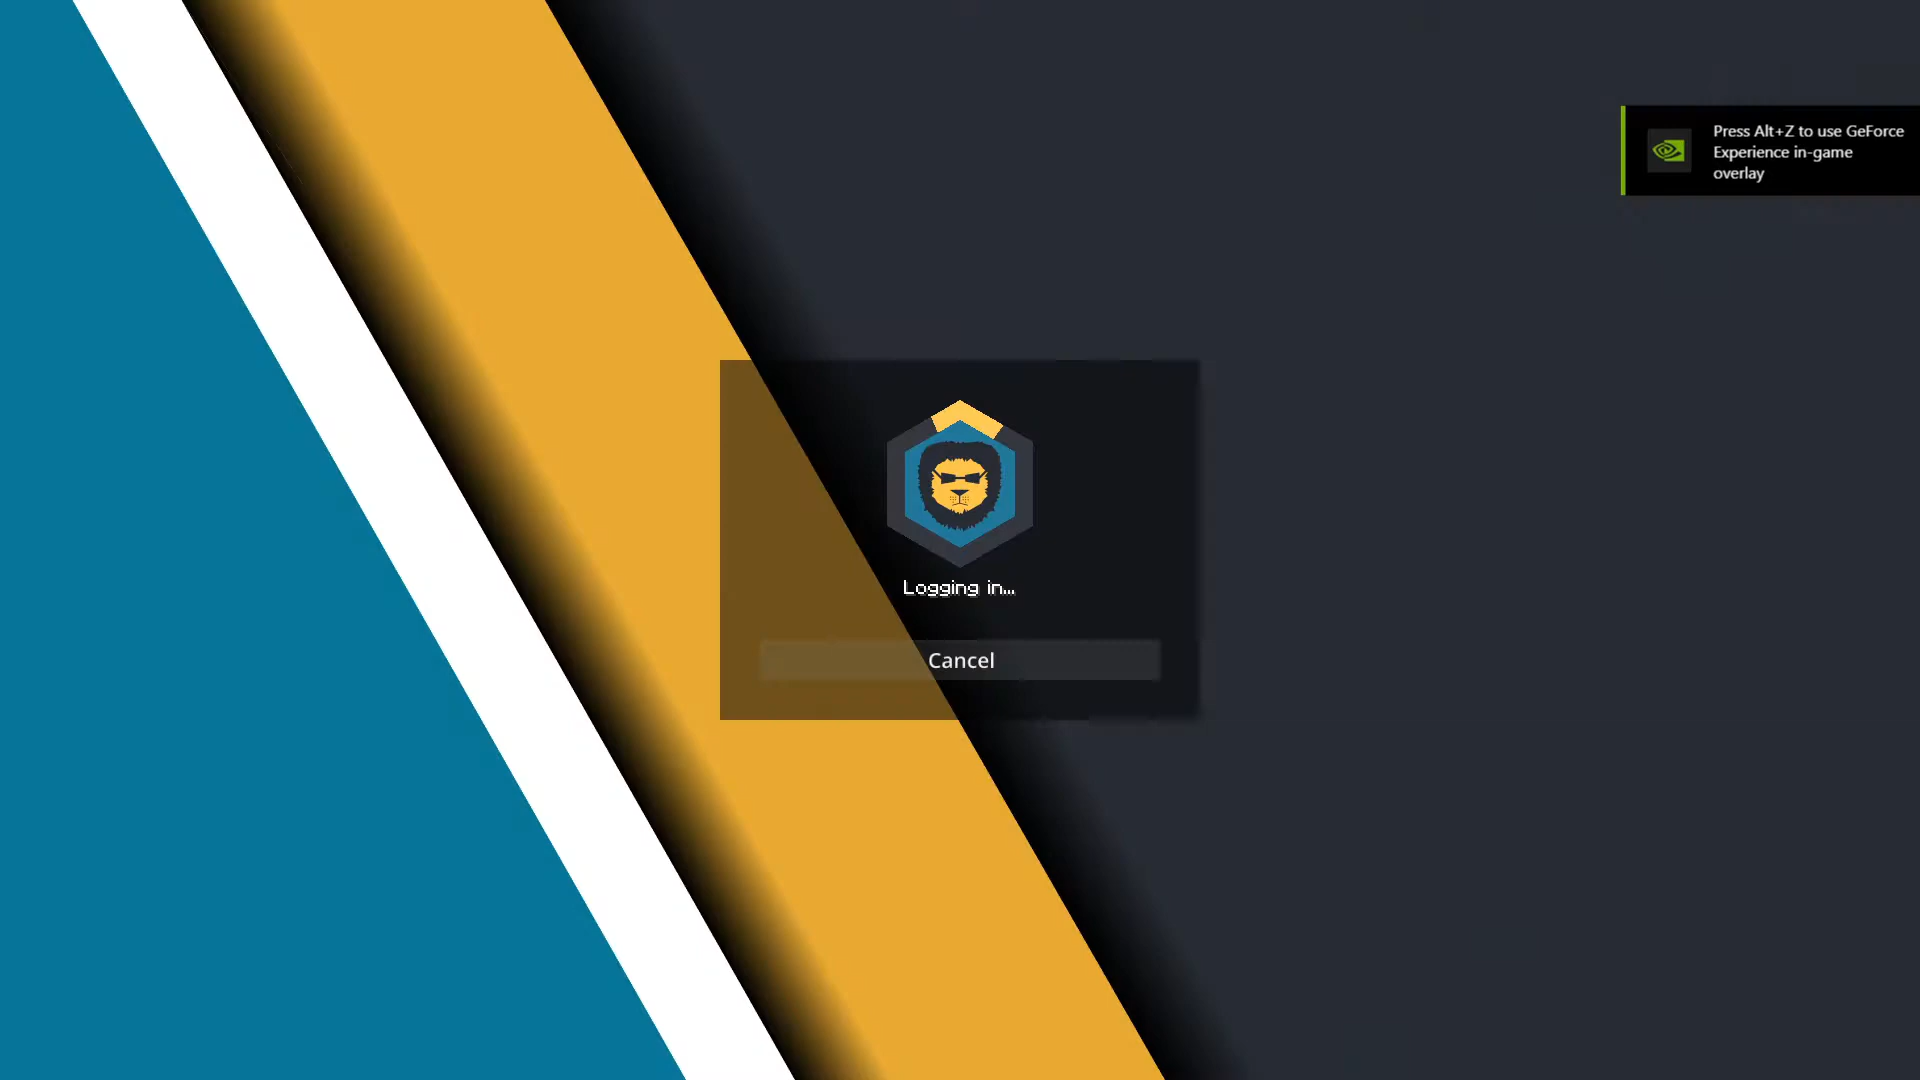 Press Alt+Z to use GeForce
Experience in-game
overlay
Logging in...
Cancel